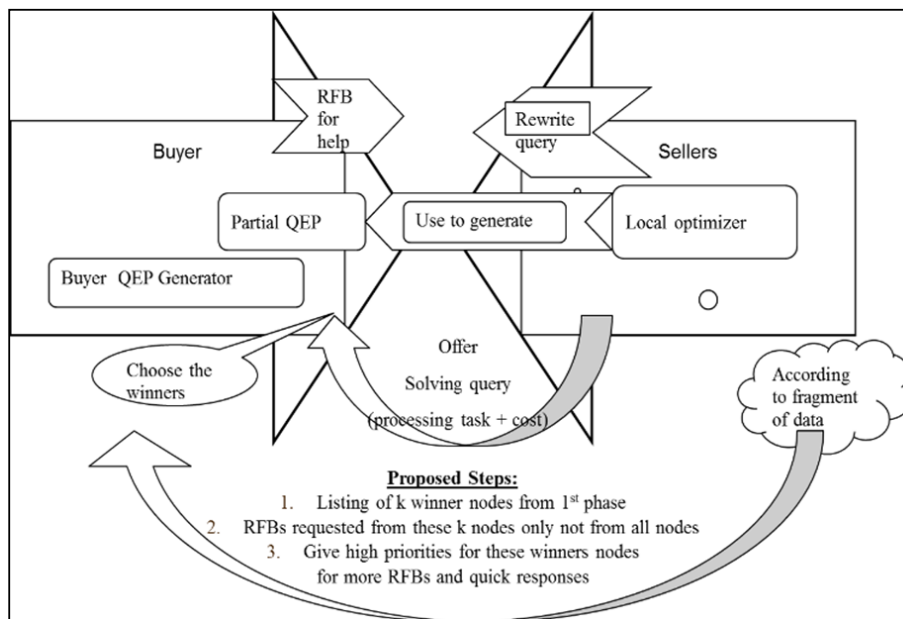 RFB
for
help
Rewrite
query
Buyer
Sellers
Partial QEP
Use to generate
Local optimizer
Buyer QEP Generator
Choose the
winners
Offer
Solving query
(processing task + cost)
According
to fragment
of data
Proposed Steps:
1. Listing of k winner nodes from 1st phase
2. RFBs requested from these k nodes only not from all nodes
3. Give high priorities for these winners nodes
for more RFBs and quick responses